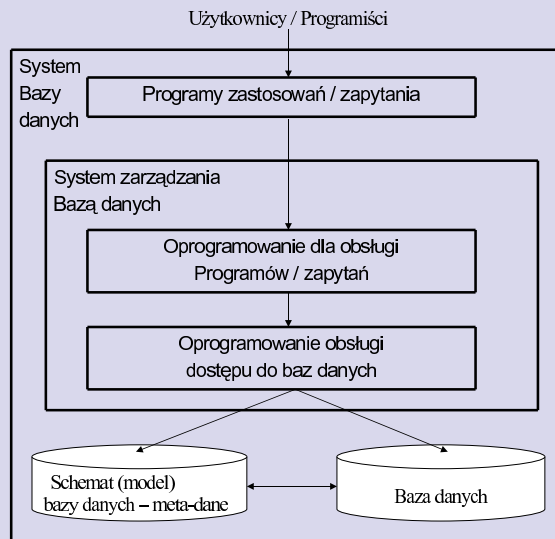 Użytkownicy / Programiści
System
Bazy
danych
Programy zastosowań / zapytania
System zarządzania
Bazą danych
Oprogramowanie dla obsługi
Programów / zapytań
Oprogramowanie obsługi
dostępu do baz danych
Schemat (model)
bazy danych – meta-dane
Baza danych